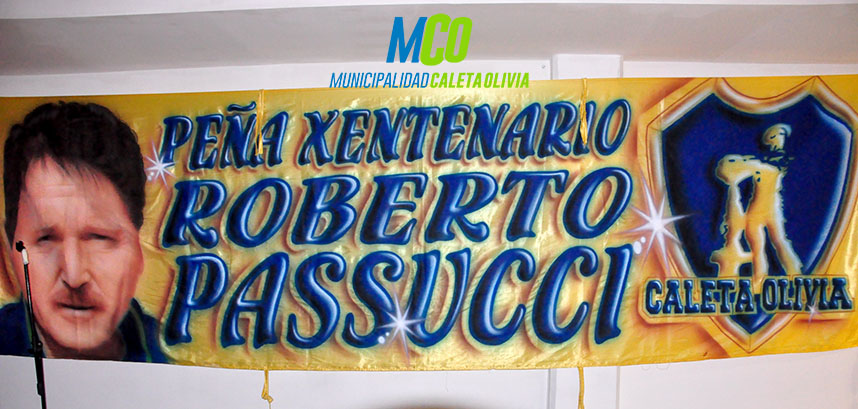 MCO
MUNICIPALIDAD CALETA OLIVIA
PEÑA XENTENARIO
ROBERTO
PASSUCCI
CALETA OLIVIA